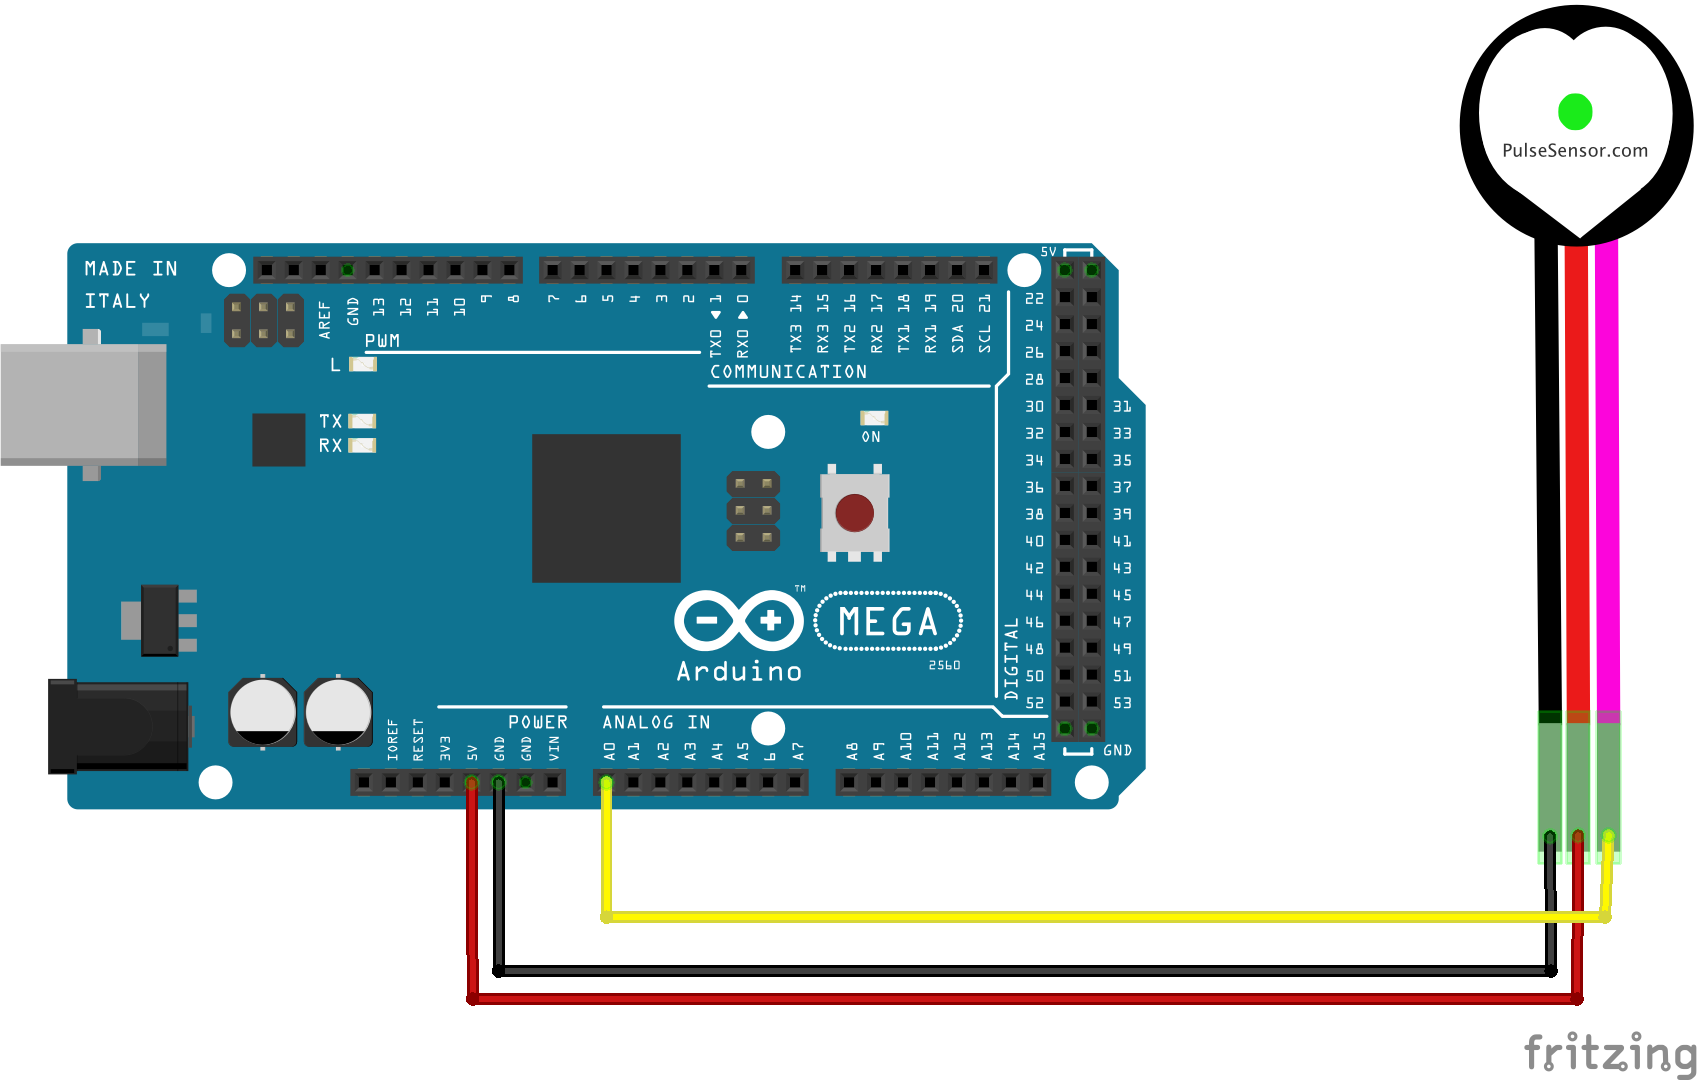 PulseSensor.com
MADE IN
ITALY
5V
AREF
GND
13
12
11
10
9
8
7
6
5
4
3
2
TX0 ▶ 1
RX0 ◀ 0
TX3 14
RX3 15
TX2 16
RX2 17
TX1 18
RX1 19
SDA 20
SCL 21
PWM
L
COMMUNICATION
TX
RX
ON
22
24
26
28
30 31
32 33
34 35
36 37
38 39
40 41
42 43
44 45
46 47
48 49
50 51
52 53
GND
DIGITAL
TM
MEGA
2560
Arduino
POWER
ANALOG IN
IOREF
RESET
3V3
5V
GND
GND
VIN
A0
A1
A2
A3
A4
A5
6
A7
A8
A9
A10
A11
A12
A13
A14
A15
fritzing